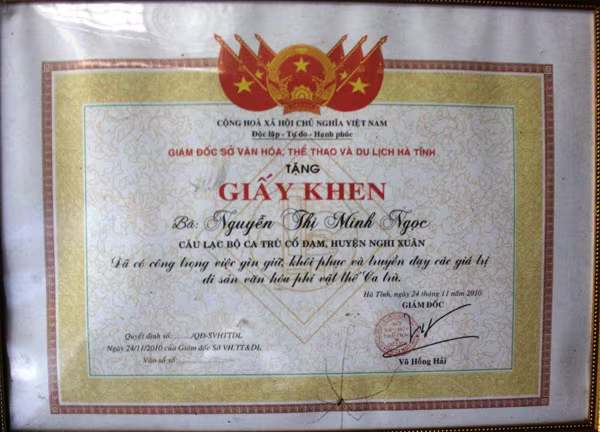 CỘNG HOÀ XÃ HỘI CHỦ NGHĨA VIỆT NAM
Độc lập - Tự do - Hạnh phúc
GIÁM ĐỐC SỞ VĂN HÓA, THỂ THAO VÀ DU LỊCH HÀ TĨNH
TẶNG
GIẤY KHEN
Bà: Nguyễn Thị Minh Ngọc
CÂU LẠC BỘ CA TRÙ CỔ ĐẠM, HUYỆN NGHI XUÂN
Đã có công trong việc gìn giữ, khôi phục và truyền dạy các giá trị
di sản văn hóa phi vật thể Ca trù.
Hà Tĩnh, ngày 24 tháng 11 năm 2010
GIÁM ĐỐC
Quyết định số: ...../QĐ-SVHTTDL
Ngày 24/11/2010 của Giám đốc Sở VH,TT&DL
Vào sổ số:
Võ Hồng Hải